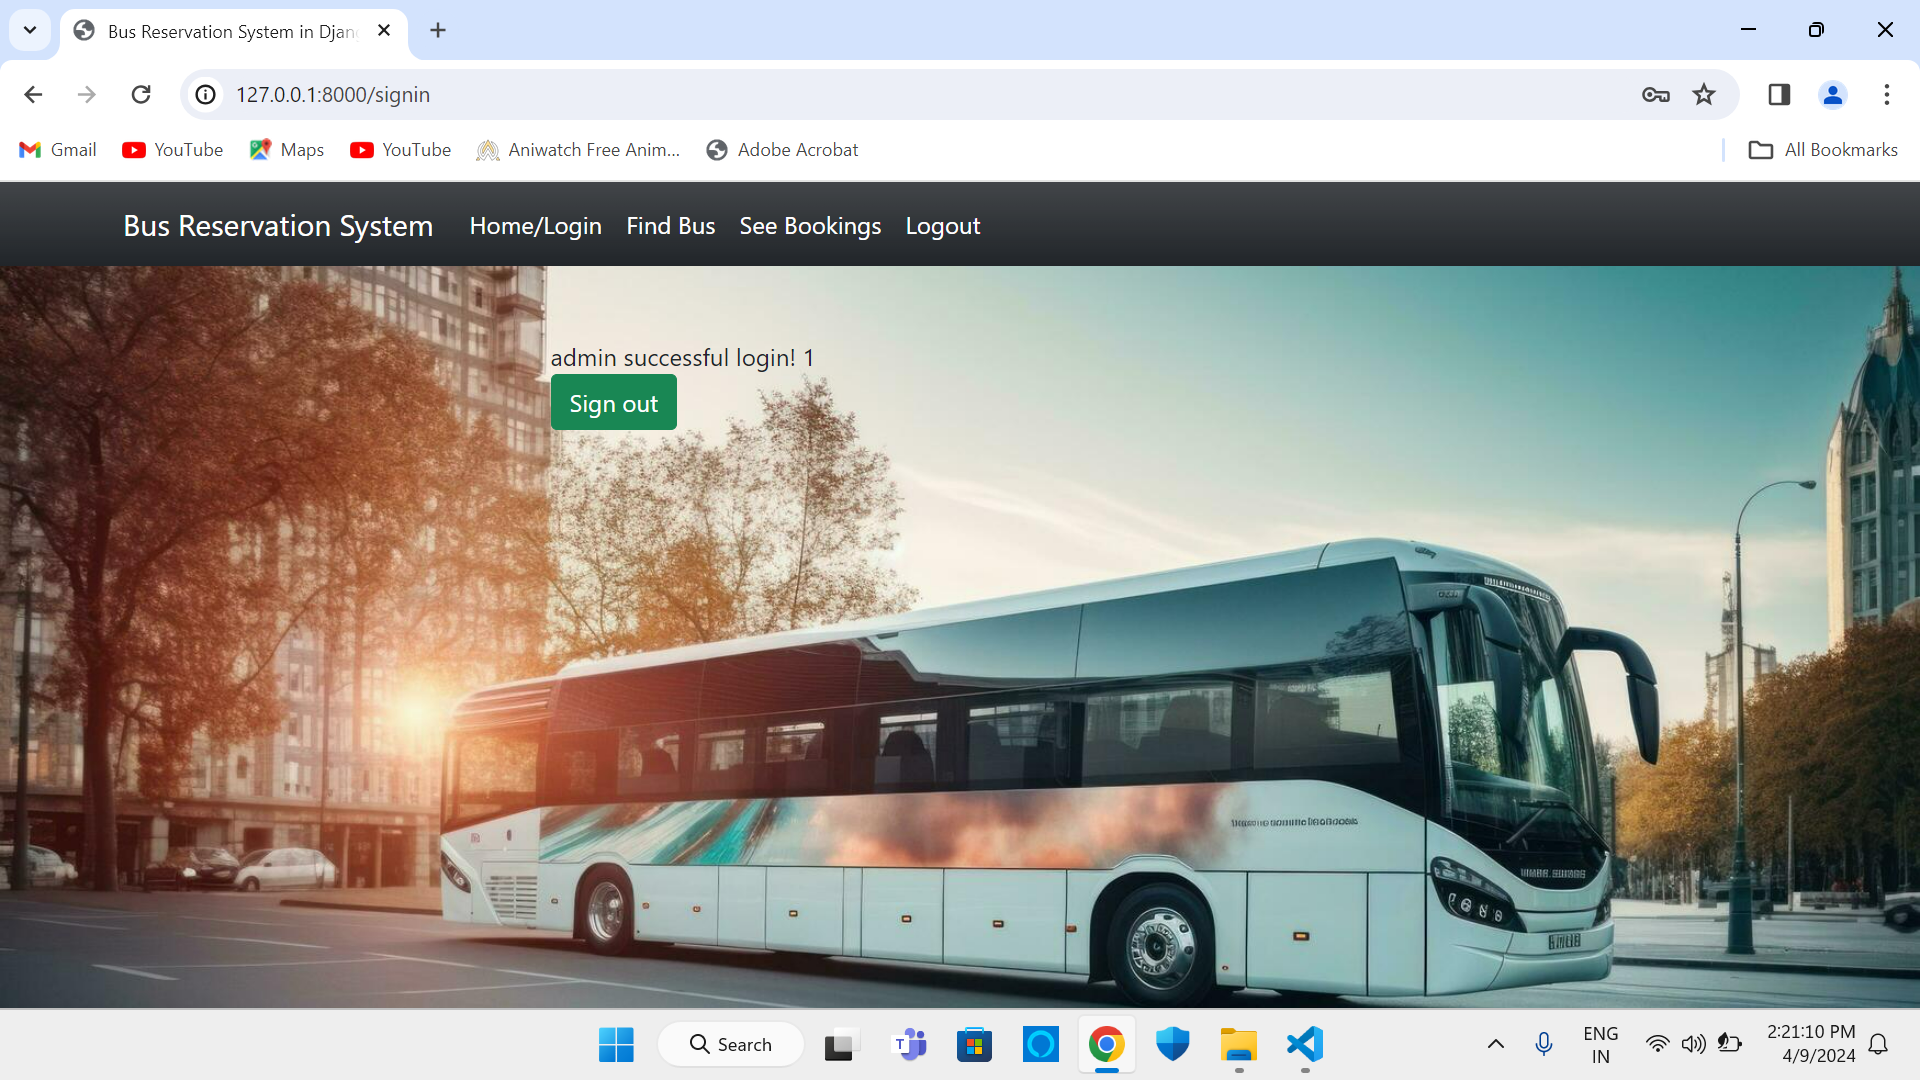 Bus Reservation System in Djan
127.0.0.1:8000/signin
Gmail YouTube Maps YouTube Aniwatch Free Anim... Adobe Acrobat All Bookmarks
Bus Reservation System Home/Login Find Bus See Bookings Logout
admin successful login! 1
Sign out
Search
ENG
IN
2:21:10 PM
4/9/2024